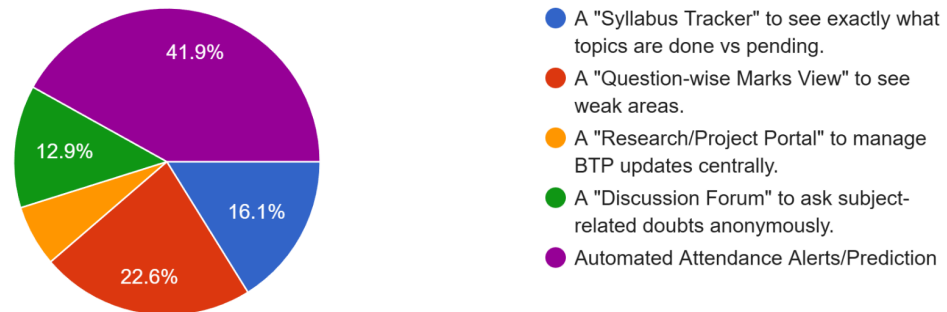 41.9%
12.9%
16.1%
22.6%
A "Syllabus Tracker" to see exactly what
topics are done vs pending.
A "Question-wise Marks View" to see
weak areas.
A "Research/Project Portal" to manage
BTP updates centrally.
A "Discussion Forum" to ask subject-
related doubts anonymously.
Automated Attendance Alerts/Prediction